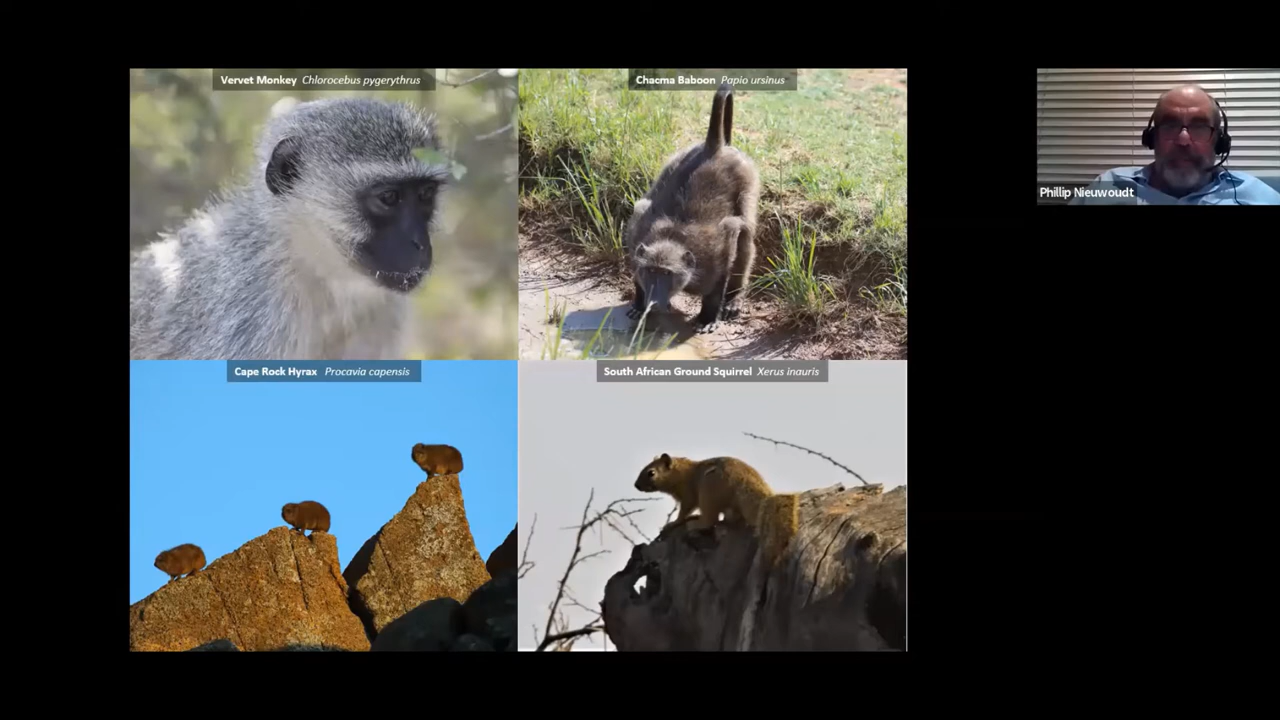 Vervet Monkey Chlorocebus pygerythrus
Chacma Baboon Papio ursinus
Phillip Nieuwoudt
Cape Rock Hyrax Procavia capensis
South African Ground Squirrel Xerus inauris